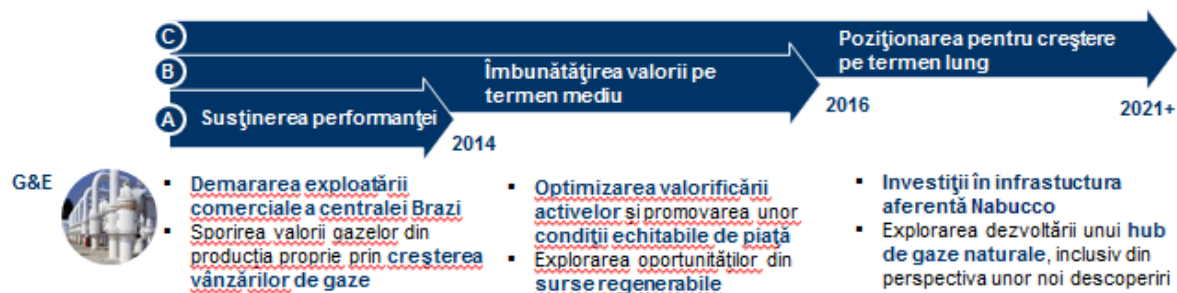 C
Poziţionarea pentru creştere
pe termen lung
B
Îmbunătăţirea valorii pe
termen mediu
A
Susţinerea performanţei
2014
2016
2021+
G&E
▪ Demararea exploatării
comerciale a centralei Brazi
▪ Sporirea valorii gazelor din
producţia proprie prin creşterea
vânzărilor de gaze
▪ Optimizarea valorificării
activelor şi promovarea unor
condiţii echitabile de piaţă
▪ Explorarea oportunităţilor din
surse regenerabile
▪ Investiţii în infrastuctura
aferentă Nabucco
▪ Explorarea dezvoltării unui hub
de gaze naturale, inclusiv din
perspectiva unor noi descoperiri